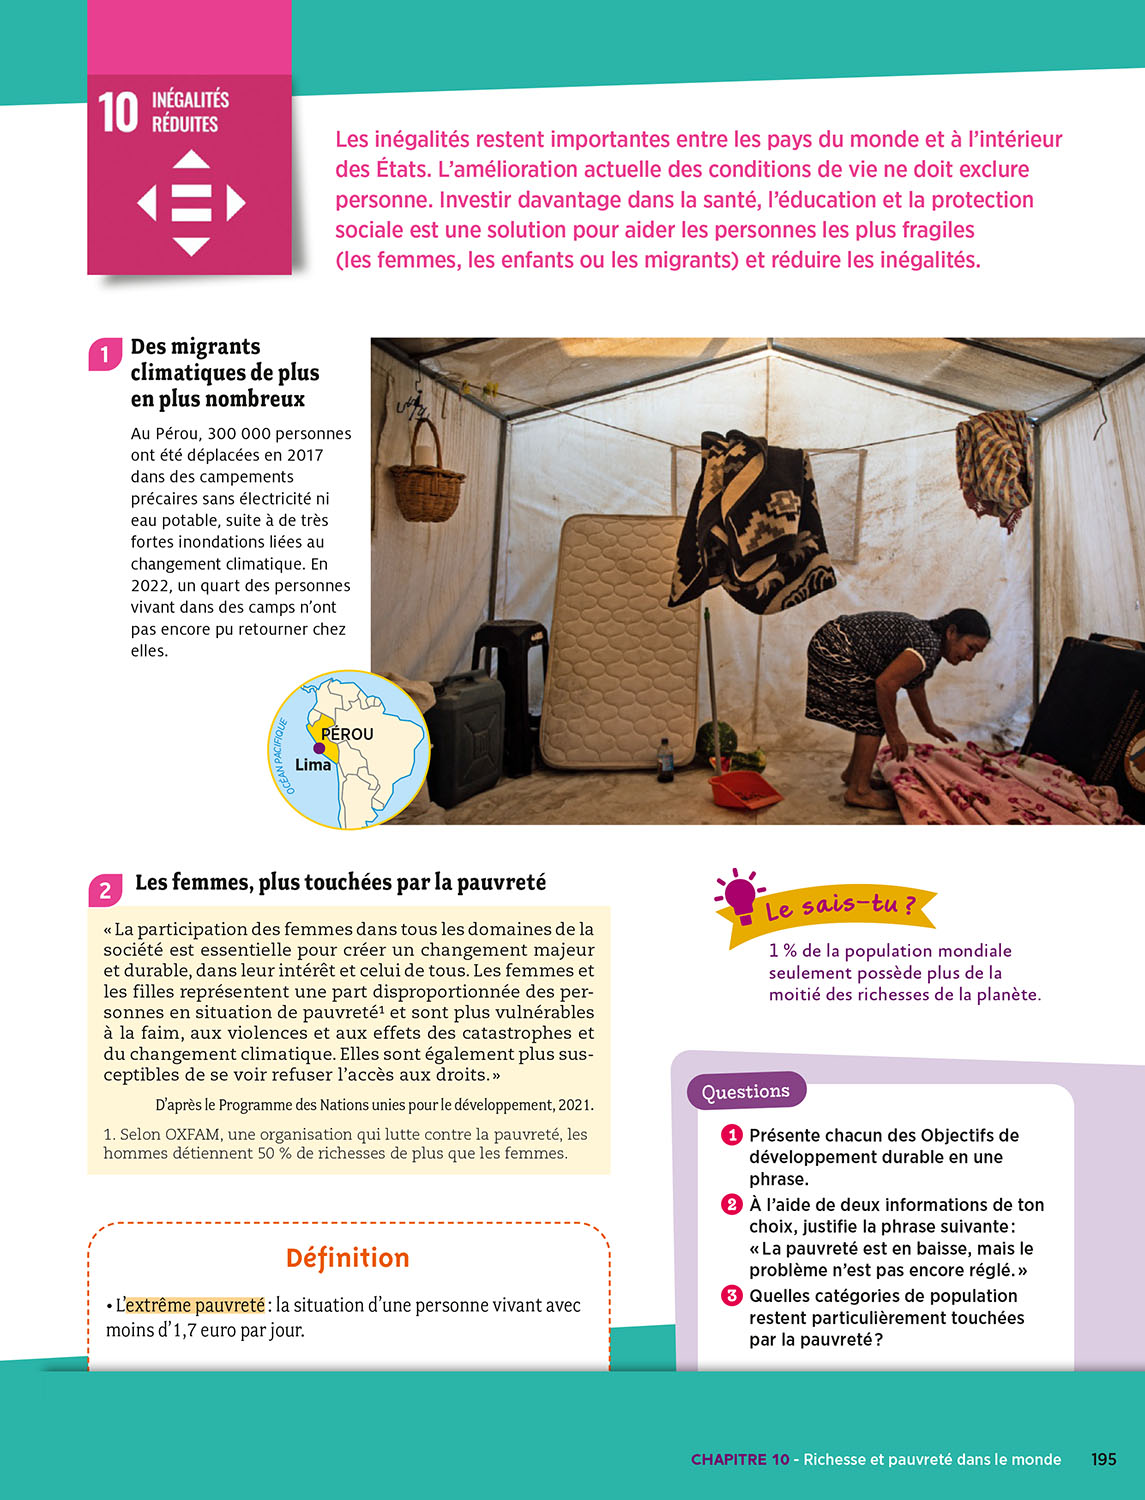 10 INÉGALITÉS
RÉDUITES
Les inégalités restent importantes entre les pays du monde et à l’intérieur
des États. L’amélioration actuelle des conditions de vie ne doit exclure
personne. Investir davantage dans la santé, l’éducation et la protection
sociale est une solution pour aider les personnes les plus fragiles
(les femmes, les enfants ou les migrants) et réduire les inégalités.
1 Des migrants
climatiques de plus
en plus nombreux
Au Pérou, 300 000 personnes
ont été déplacées en 2017
dans des campements
précaires sans électricité ni
eau potable, suite à de très
fortes inondations liées au
changement climatique. En
2022, un quart des personnes
vivant dans des camps n’ont
pas encore pu retourner chez
elles.
OCÉAN PACIFIQUE
PÉROU
Lima
2 Les femmes, plus touchées par la pauvreté
« La participation des femmes dans tous les domaines de la
société est essentielle pour créer un changement majeur
et durable, dans leur intérêt et celui de tous. Les femmes et
les filles représentent une part disproportionnée des per-
sonnes en situation de pauvreté¹ et sont plus vulnérables
à la faim, aux violences et aux effets des catastrophes et
du changement climatique. Elles sont également plus sus-
ceptibles de se voir refuser l’accès aux droits. »
D’après le Programme des Nations unies pour le développement, 2021.
1. Selon OXFAM, une organisation qui lutte contre la pauvreté, les
hommes détiennent 50 % de richesses de plus que les femmes.
Définition
• L’extrême pauvreté : la situation d’une personne vivant avec
moins d’1,7 euro par jour.
Le sais-tu ?
1 % de la population mondiale
seulement possède plus de la
moitié des richesses de la planète.
Questions
1 Présente chacun des Objectifs de
développement durable en une
phrase.
2 À l’aide de deux informations de ton
choix, justifie la phrase suivante :
« La pauvreté est en baisse, mais le
problème n’est pas encore réglé. »
3 Quelles catégories de population
restent particulièrement touchées
par la pauvreté ?
CHAPITRE 10 - Richesse et pauvreté dans le monde 195